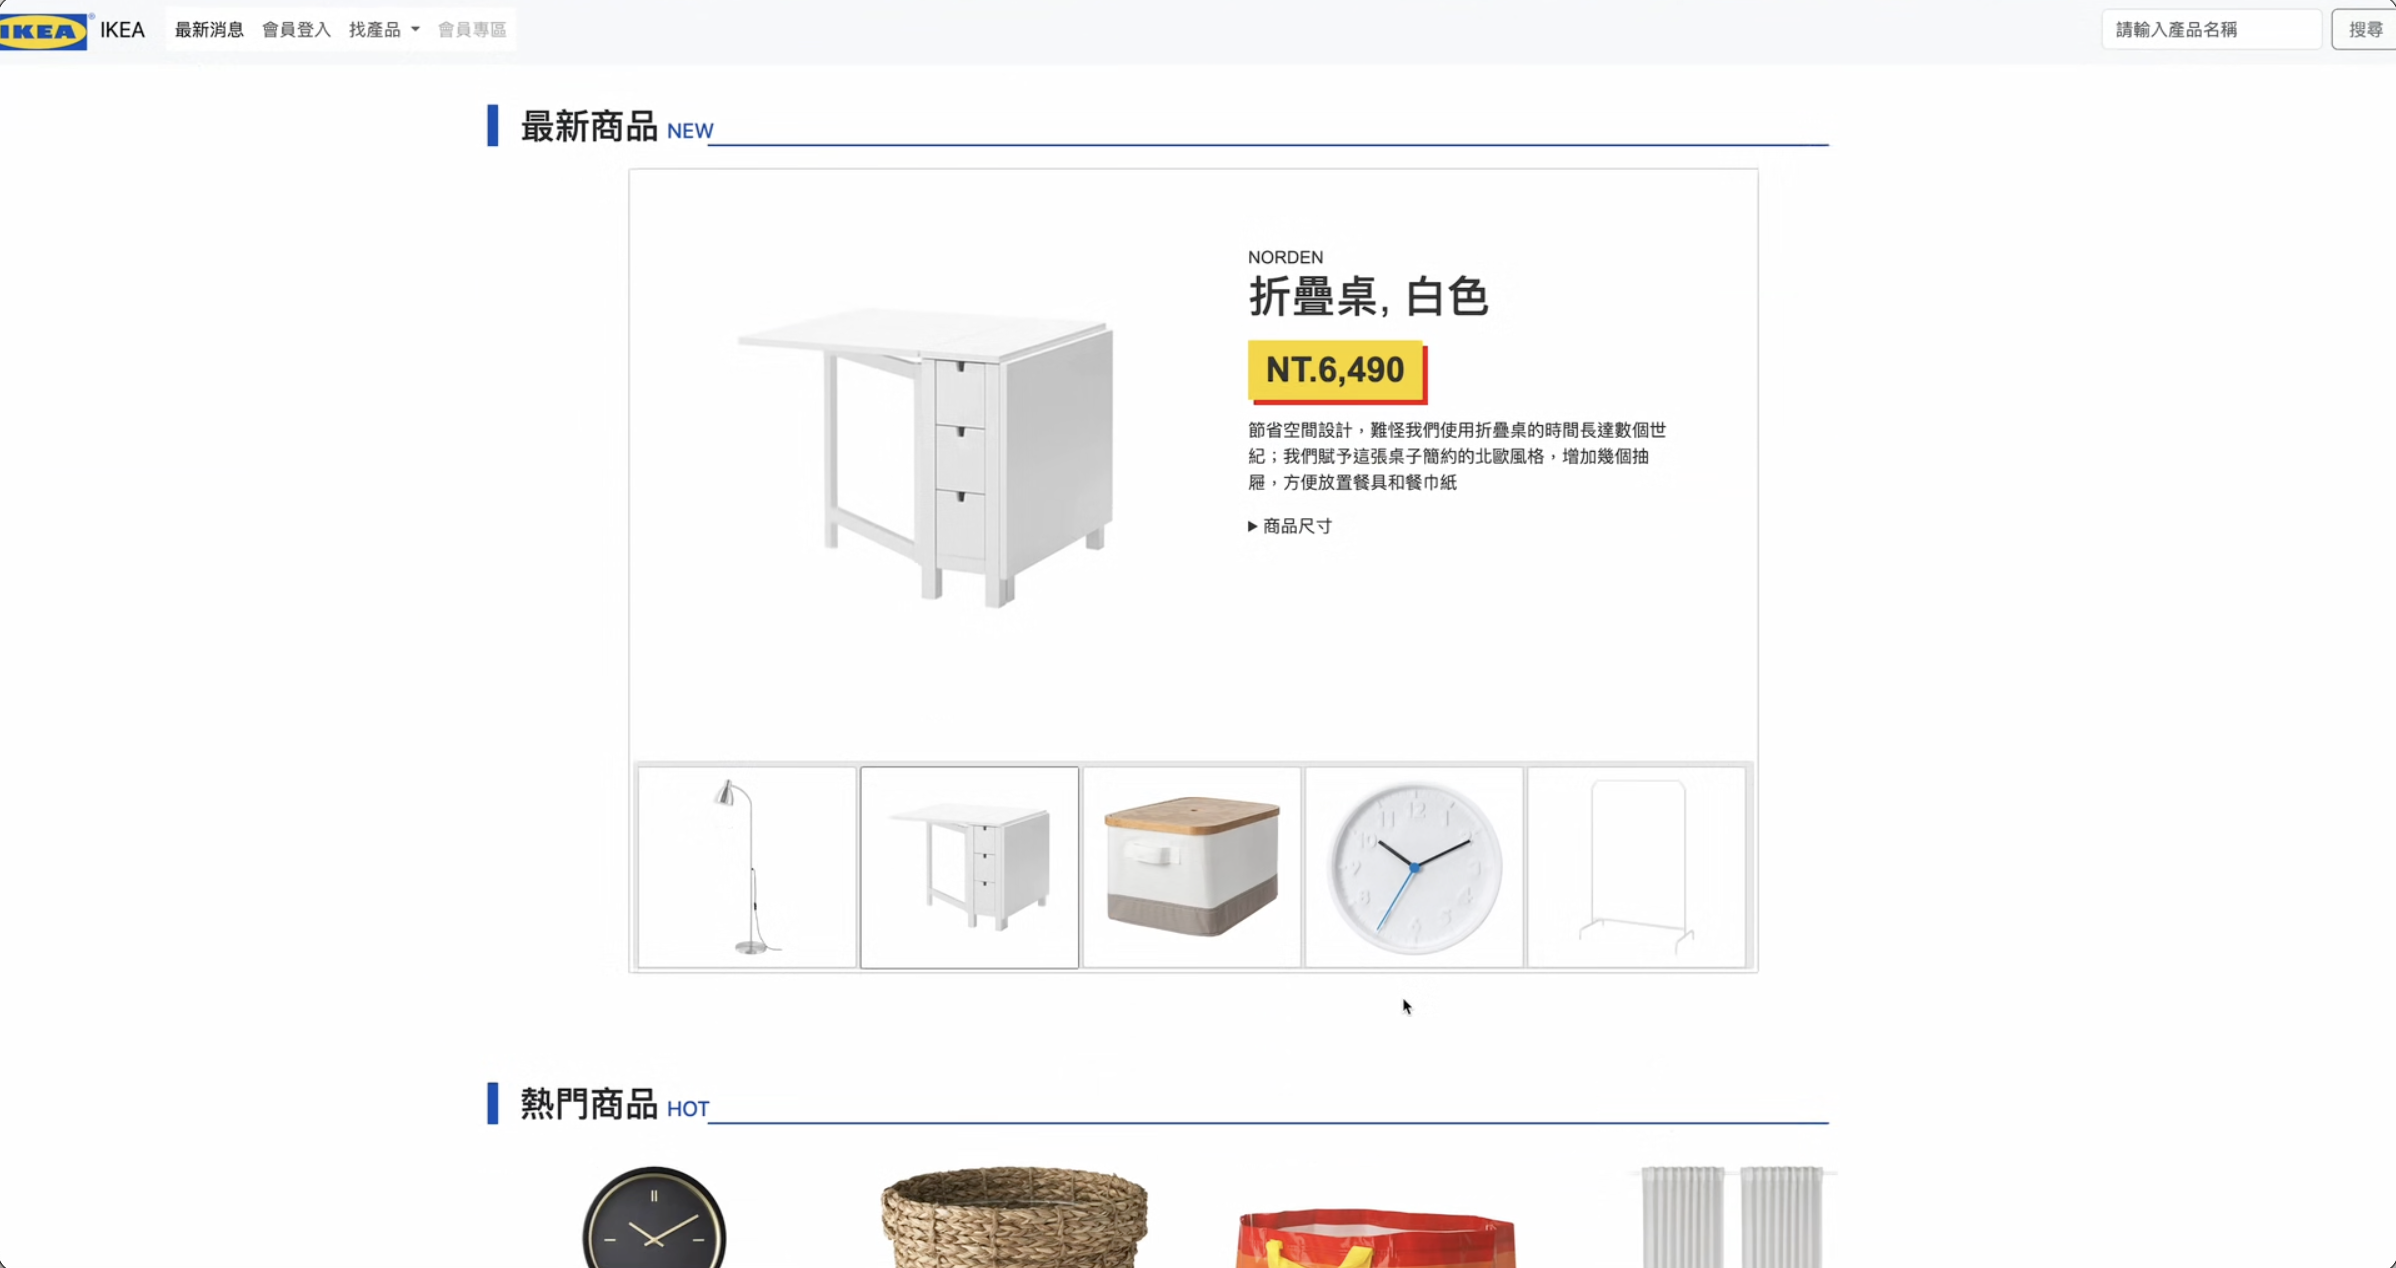 IKEA
IKEA
最新消息 會員登入 找產品 會員專區
請輸入產品名稱
搜尋
最新商品 NEW
NORDEN
折疊桌, 白色
NT.6,490
節省空間設計，難怪我們使用折疊桌的時間長達數個世
紀；我們賦予這張桌子簡約的北歐風格，增加幾個抽
屜，方便放置餐具和餐巾紙
商品尺寸
熱門商品 HOT